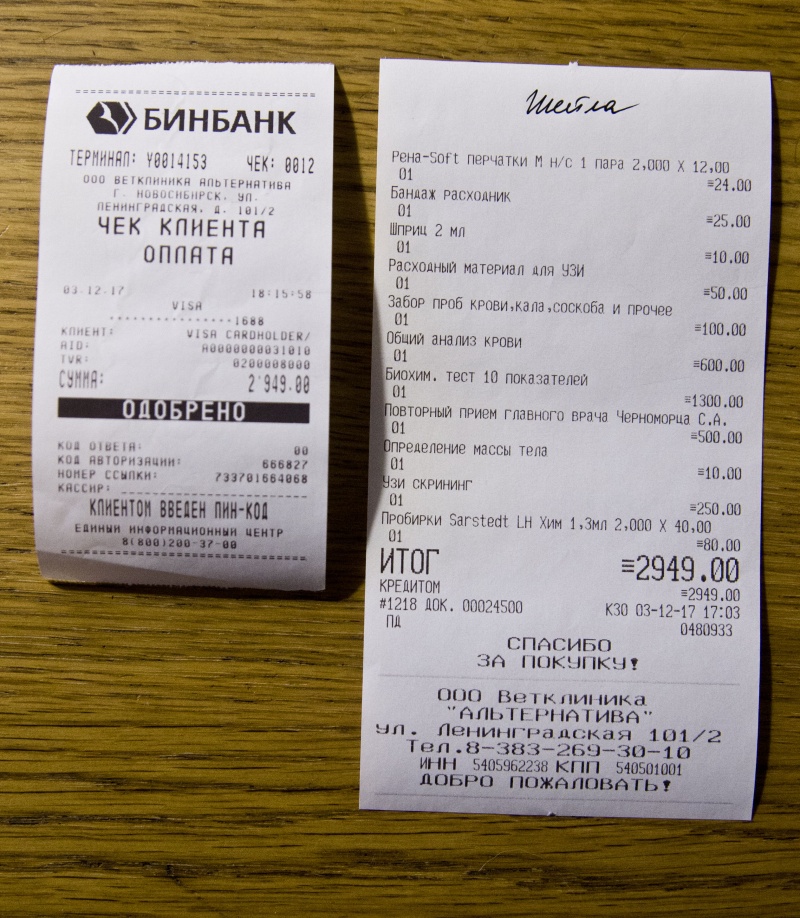 БИНБАНК
ТЕРМИНАЛ: Y0014153 ЧЕК: 0012
ООО ВЕТКЛИНИКА АЛЬТЕРНАТИВА
Г. НОВОСИБИРСК, УЛ.
ЛЕНИНГРАДСКАЯ, Д. 101/2
ЧЕК КЛИЕНТА
ОПЛАТА
03.12.17 18:15:58
VISA
***************1688
КЛИЕНТ: VISA CARDHOLDER/
AID: A0000000031010
TVR: 0200008000
СУММА: 2'949.00
ОДОБРЕНО
КОД ОТВЕТА: 00
КОД АВТОРИЗАЦИИ: 666827
НОМЕР ССЫЛКИ: 733701664068
КАССИР:
КЛИЕНТОМ ВВЕДЕН ПИН-КОД
ЕДИНЫЙ ИНФОРМАЦИОННЫЙ ЦЕНТР
8(800)200-37-00
Шейла
Рена-Soft перчатки М н/с 1 пара 2,000 X 12,00
01 ≡24.00
Бандаж расходник
01 ≡25.00
Шприц 2 мл
01 ≡10.00
Расходный материал для УЗИ
01 ≡50.00
Забор проб крови,кала,соскоба и прочее
01 ≡100.00
Общий анализ крови
01 ≡600.00
Биохим. тест 10 показателей
01 ≡1300.00
Повторный прием главного врача Черноморца С.А.
01 ≡500.00
Определение массы тела
01 ≡10.00
Узи скрининг
01 ≡250.00
Пробирки Sarstedt LH Хим 1,3мл 2,000 X 40,00
01 ≡80.00
ИТОГ ≡2949.00
КРЕДИТОМ ≡2949.00
#1218 ДОК. 00024500 К30 03-12-17 17:03
ПД 0480933
СПАСИБО
ЗА ПОКУПКУ!
ООО Ветклиника
"АЛЬТЕРНАТИВА"
ул. Ленинградская 101/2
Тел.8-383-269-30-10
ИНН 5405962238 КПП 540501001
ДОБРО ПОЖАЛОВАТЬ!